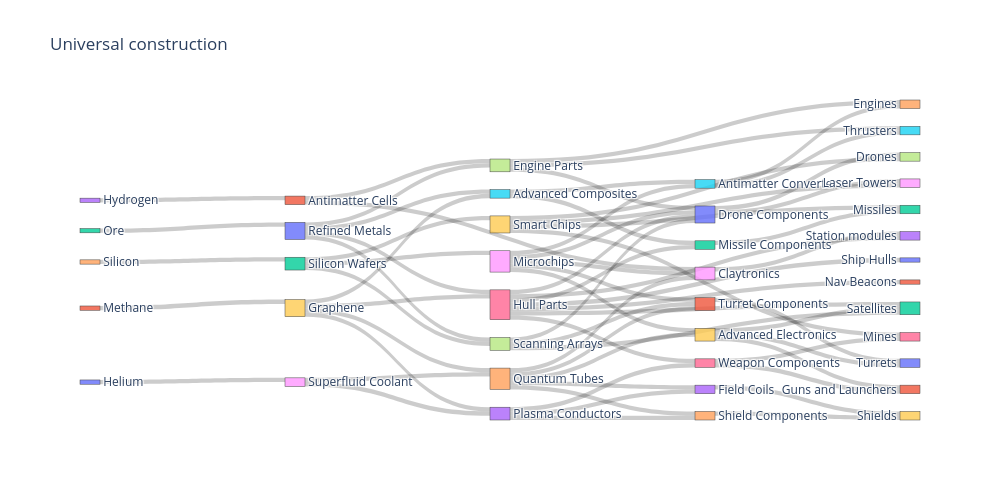 Universal construction
Hydrogen
Ore
Silicon
Methane
Helium
Antimatter Cells
Refined Metals
Silicon Wafers
Graphene
Superfluid Coolant
Engine Parts
Advanced Composites
Smart Chips
Microchips
Hull Parts
Scanning Arrays
Quantum Tubes
Plasma Conductors
Antimatter Conver
Drone Components
Missile Components
Claytronics
Turret Components
Advanced Electronics
Weapon Components
Field Coils
Shield Components
Engines
Thrusters
Drones
Laser Towers
Missiles
Station modules
Ship Hulls
Nav Beacons
Satellites
Mines
Turrets
Guns and Launchers
Shields